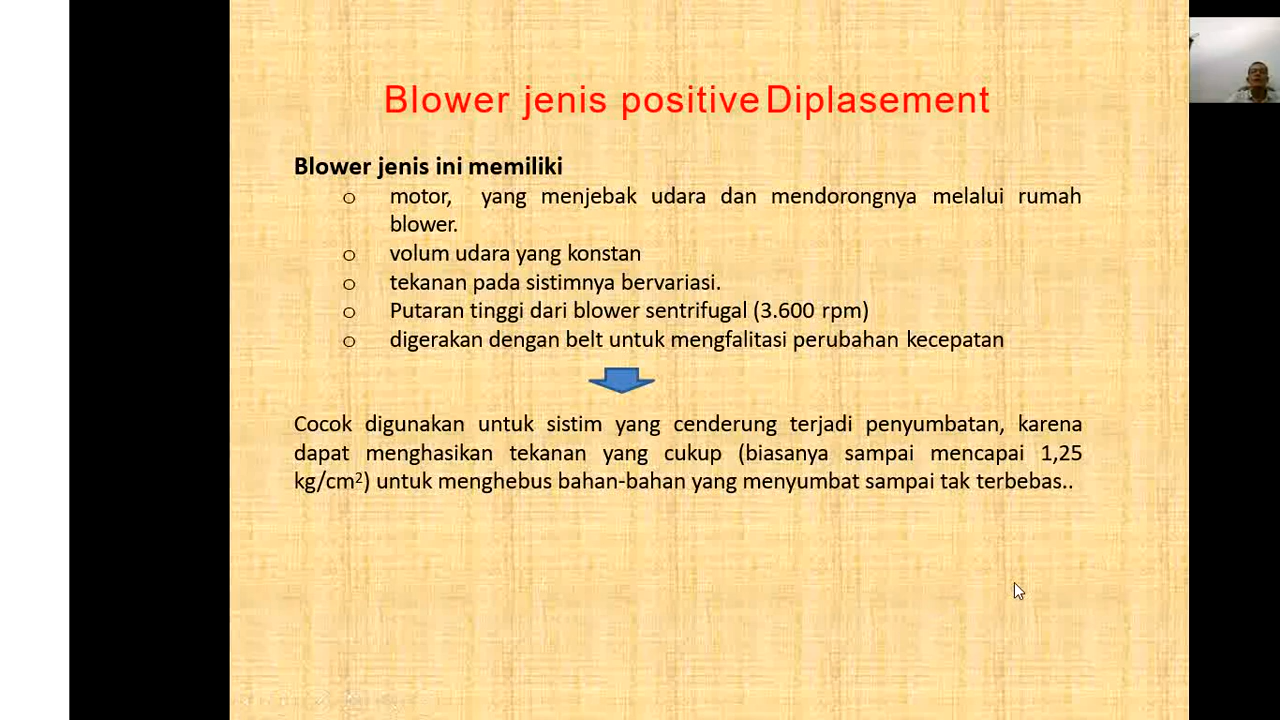 Blower jenis positive Diplasement
Blower jenis ini memiliki
o motor, yang menjebak udara dan mendorongnya melalui rumah
blower.
o volum udara yang konstan
o tekanan pada sistimnya bervariasi.
o Putaran tinggi dari blower sentrifugal (3.600 rpm)
o digerakan dengan belt untuk mengfalitasi perubahan kecepatan
Cocok digunakan untuk sistim yang cenderung terjadi penyumbatan, karena
dapat menghasikan tekanan yang cukup (biasanya sampai mencapai 1,25
kg/cm²) untuk menghebus bahan-bahan yang menyumbat sampai tak terbebas..